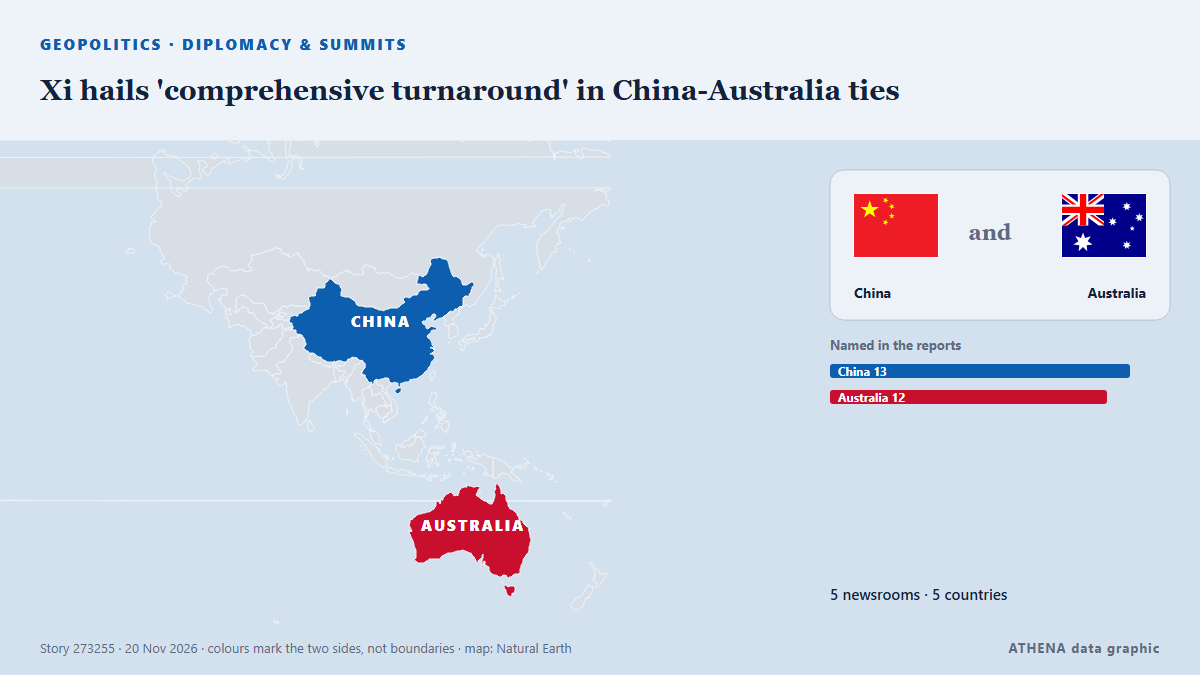 GEOPOLITICS · DIPLOMACY & SUMMITS
Xi hails 'comprehensive turnaround' in China-Australia ties
CHINA
AUSTRALIA
and
China
Australia
Named in the reports
China 13
Australia 12
5 newsrooms · 5 countries
Story 273255 · 20 Nov 2026 · colours mark the two sides, not boundaries · map: Natural Earth
ATHENA data graphic